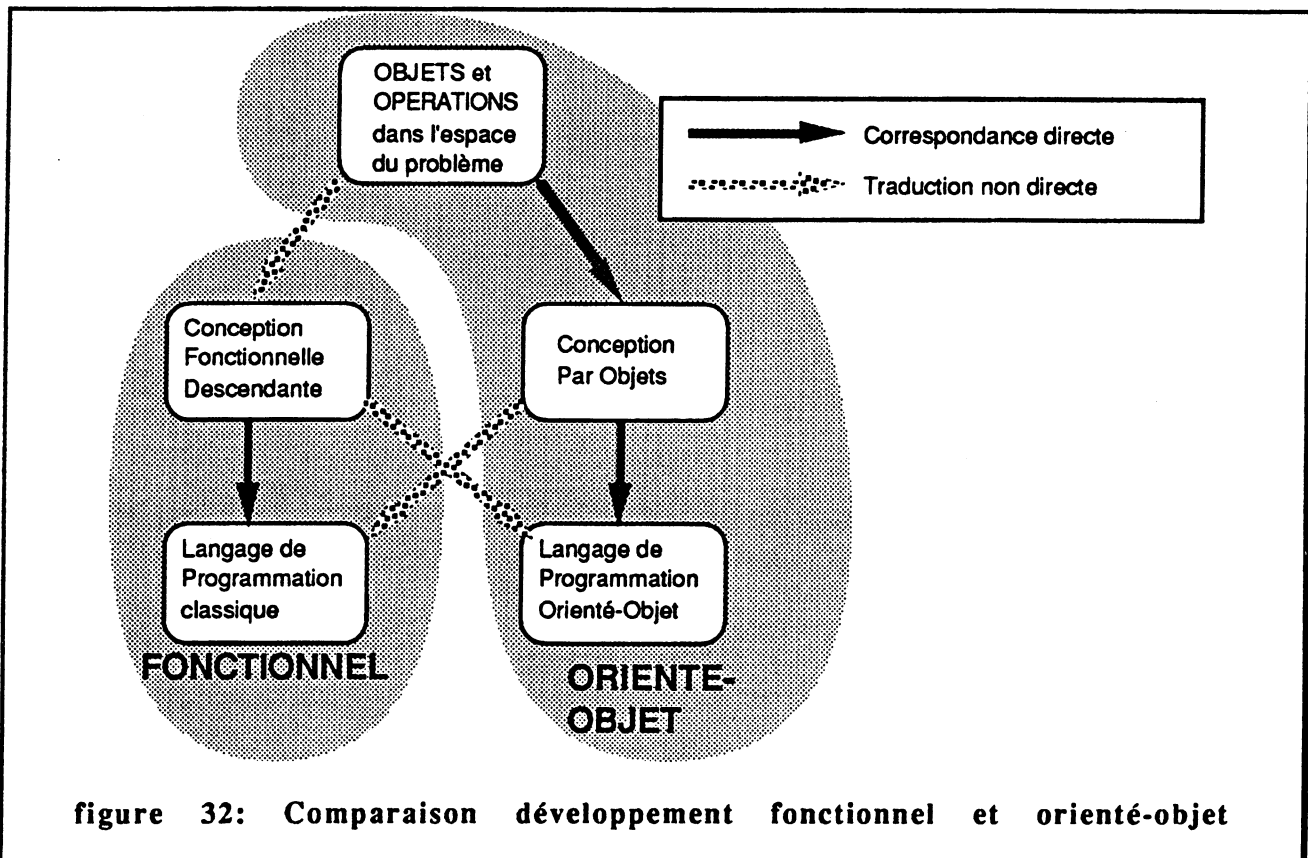 OBJETS et
OPERATIONS
dans l'espace
du problème
Correspondance directe
Traduction non directe
Conception
Fonctionnelle
Descendante
Conception
Par Objets
Langage de
Programmation
classique
Langage de
Programmation
Orienté-Objet
FONCTIONNEL
ORIENTE-
OBJET
figure 32: Comparaison développement fonctionnel et orienté-objet